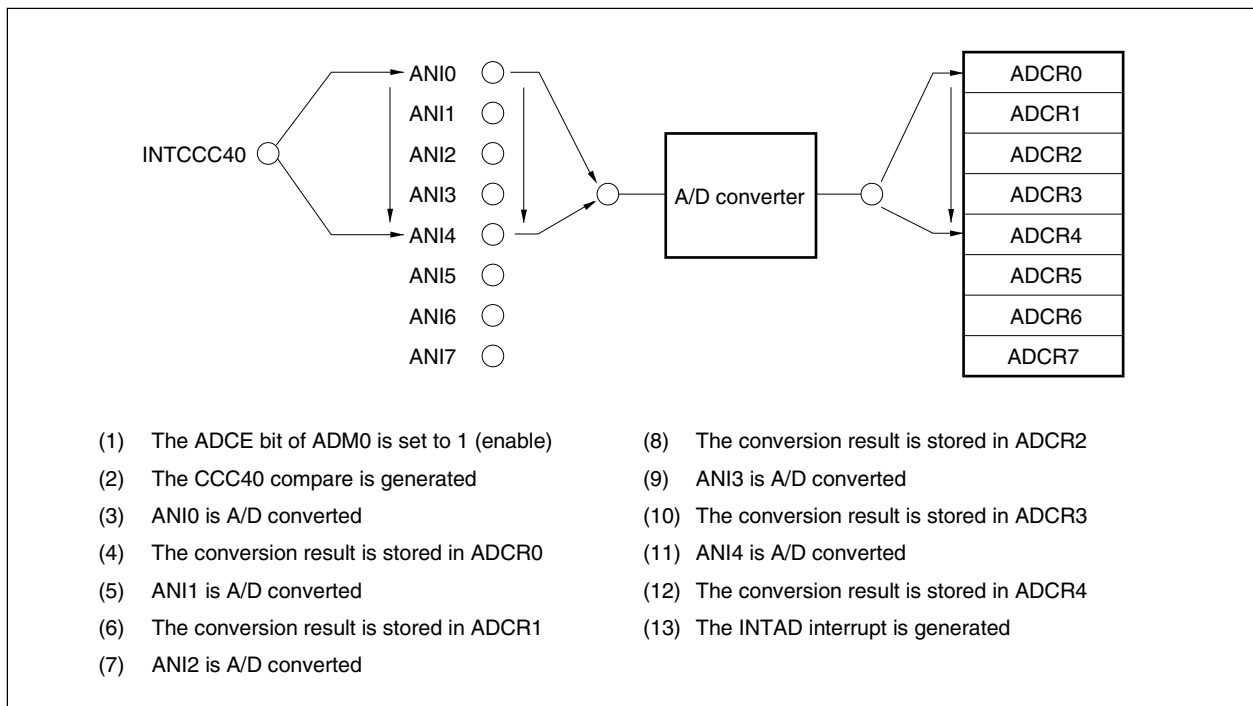 INTCCC40
ANI0
ANI1
ANI2
ANI3
ANI4
ANI5
ANI6
ANI7
A/D converter
ADCR0
ADCR1
ADCR2
ADCR3
ADCR4
ADCR5
ADCR6
ADCR7
(1) The ADCE bit of ADM0 is set to 1 (enable)
(2) The CCC40 compare is generated
(3) ANI0 is A/D converted
(4) The conversion result is stored in ADCR0
(5) ANI1 is A/D converted
(6) The conversion result is stored in ADCR1
(7) ANI2 is A/D converted
(8) The conversion result is stored in ADCR2
(9) ANI3 is A/D converted
(10) The conversion result is stored in ADCR3
(11) ANI4 is A/D converted
(12) The conversion result is stored in ADCR4
(13) The INTAD interrupt is generated